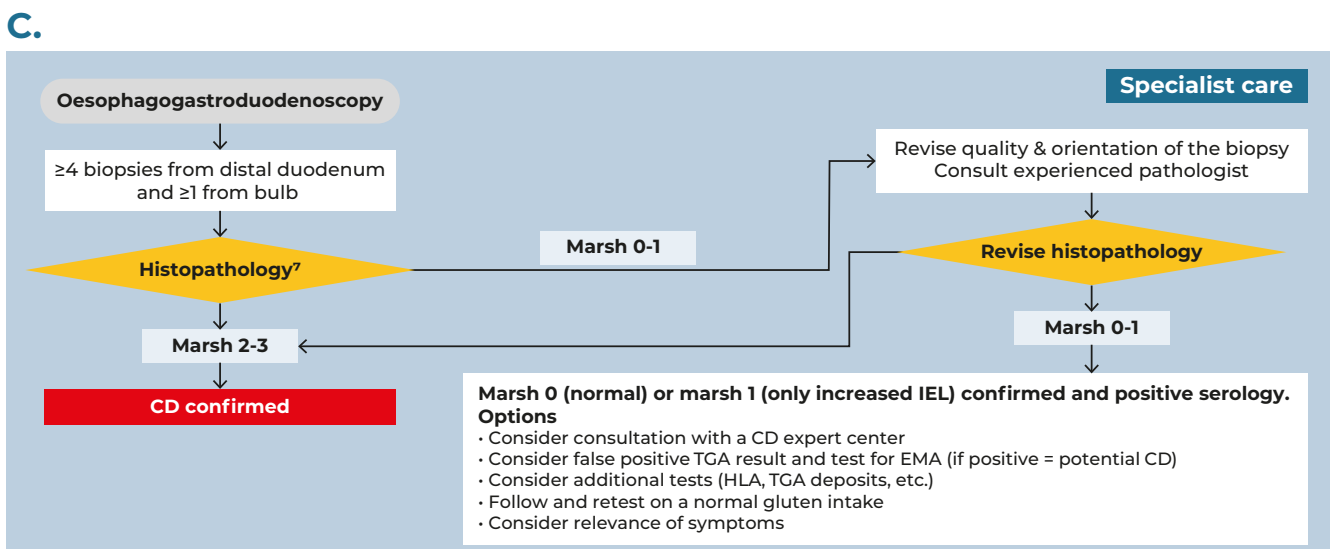 C.
Specialist care
Oesophagogastroduodenoscopy
≥4 biopsies from distal duodenum
and ≥1 from bulb
Histopathology⁷
Marsh 0-1
Marsh 2-3
CD confirmed
Revise quality & orientation of the biopsy
Consult experienced pathologist
Revise histopathology
Marsh 0-1
Marsh 0 (normal) or marsh 1 (only increased IEL) confirmed and positive serology.
Options
• Consider consultation with a CD expert center
• Consider false positive TGA result and test for EMA (if positive = potential CD)
• Consider additional tests (HLA, TGA deposits, etc.)
• Follow and retest on a normal gluten intake
• Consider relevance of symptoms